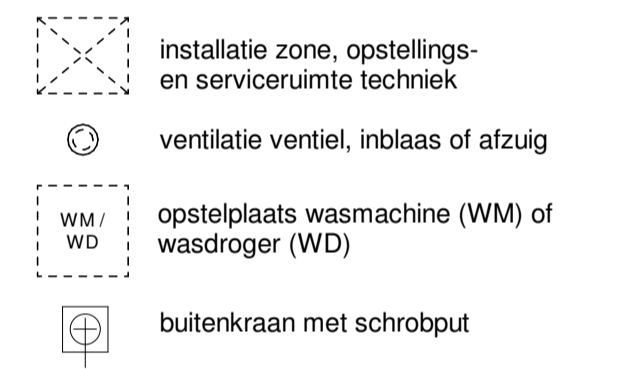 installatie zone, opstellings-
en serviceruimte techniek
ventilatie ventiel, inblaas of afzuig
WM /
WD
opstelplaats wasmachine (WM) of
wasdroger (WD)
buitenkraan met schrobput